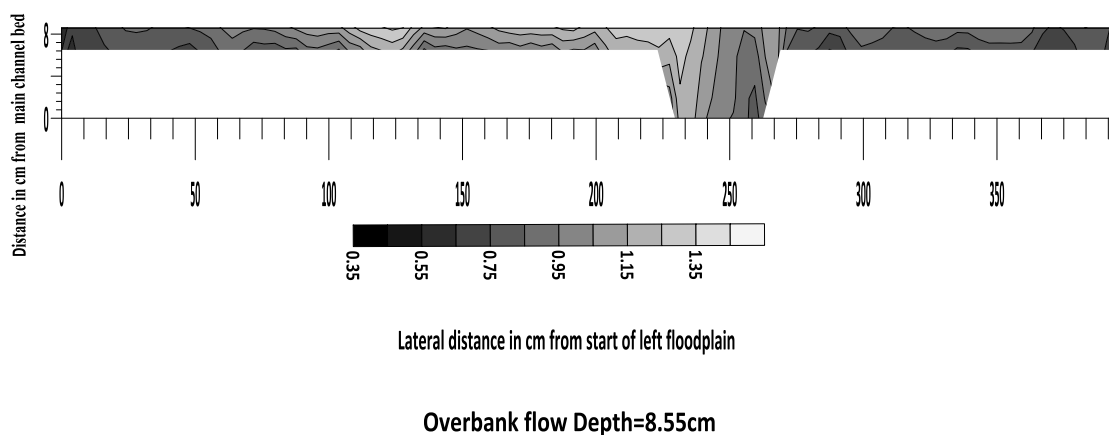 Distance in cm from main channel bed
8
0
0 50 100 150 200 250 300 350
0.35 0.55 0.75 0.95 1.15 1.35
Lateral distance in cm from start of left floodplain
Overbank flow Depth=8.55cm